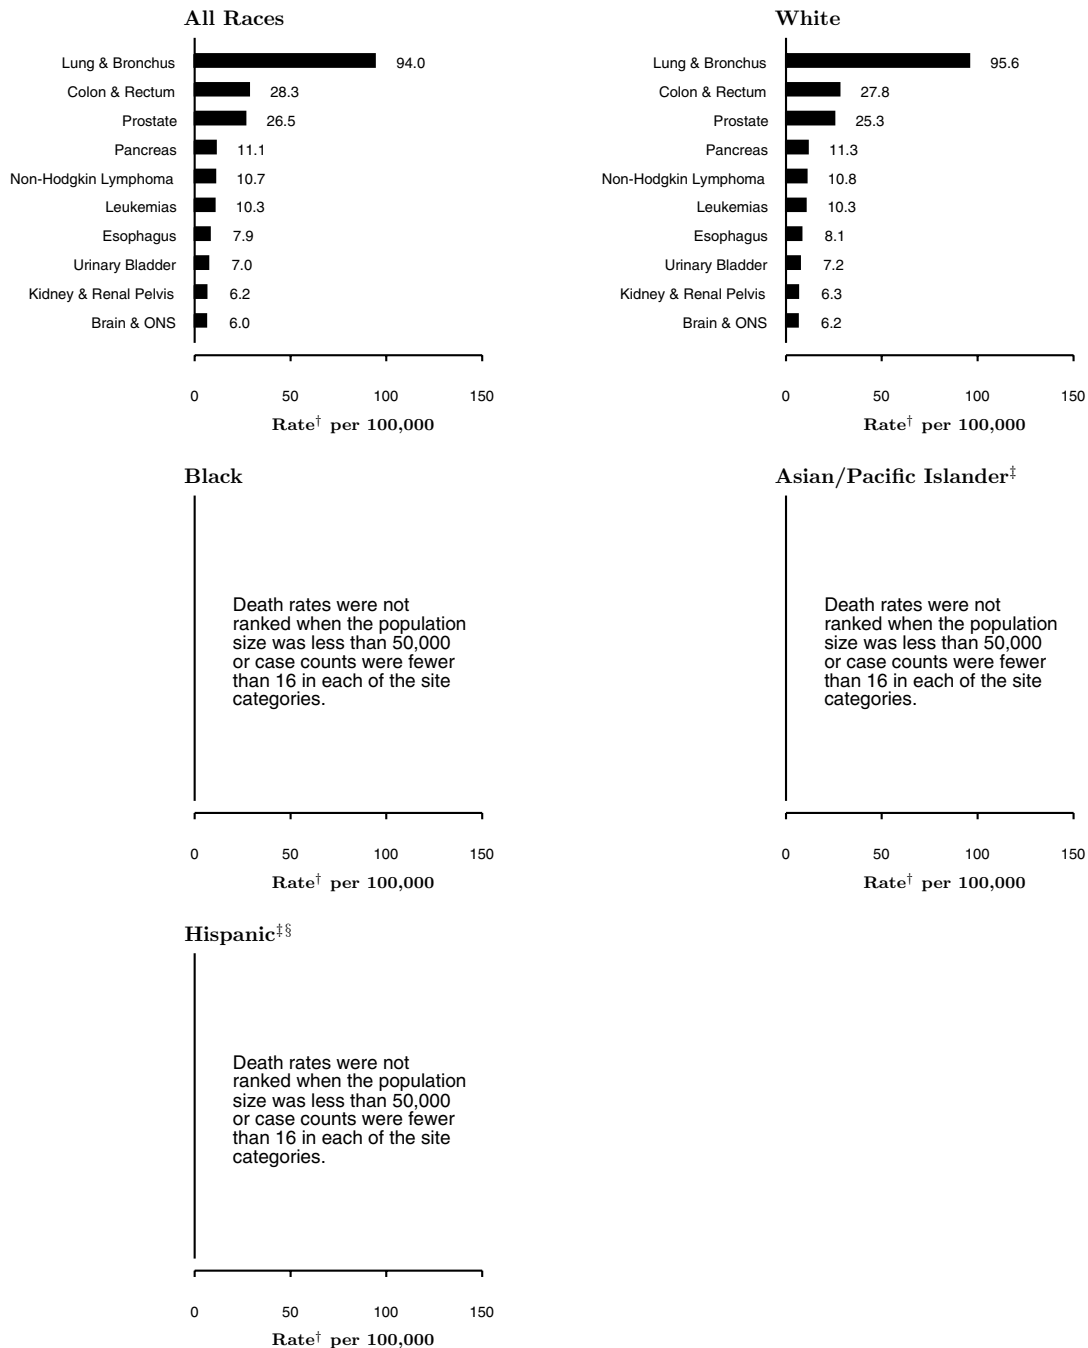 All Races
Lung & Bronchus 94.0
Colon & Rectum 28.3
Prostate 26.5
Pancreas 11.1
Non-Hodgkin Lymphoma 10.7
Leukemias 10.3
Esophagus 7.9
Urinary Bladder 7.0
Kidney & Renal Pelvis 6.2
Brain & ONS 6.0
0 50 100 150
Rate† per 100,000
White
Lung & Bronchus 95.6
Colon & Rectum 27.8
Prostate 25.3
Pancreas 11.3
Non-Hodgkin Lymphoma 10.8
Leukemias 10.3
Esophagus 8.1
Urinary Bladder 7.2
Kidney & Renal Pelvis 6.3
Brain & ONS 6.2
0 50 100 150
Rate† per 100,000
Black
Death rates were not
ranked when the population
size was less than 50,000
or case counts were fewer
than 16 in each of the site
categories.
0 50 100 150
Rate† per 100,000
Asian/Pacific Islander‡
Death rates were not
ranked when the population
size was less than 50,000
or case counts were fewer
than 16 in each of the site
categories.
0 50 100 150
Rate† per 100,000
Hispanic‡§
Death rates were not
ranked when the population
size was less than 50,000
or case counts were fewer
than 16 in each of the site
categories.
0 50 100 150
Rate† per 100,000